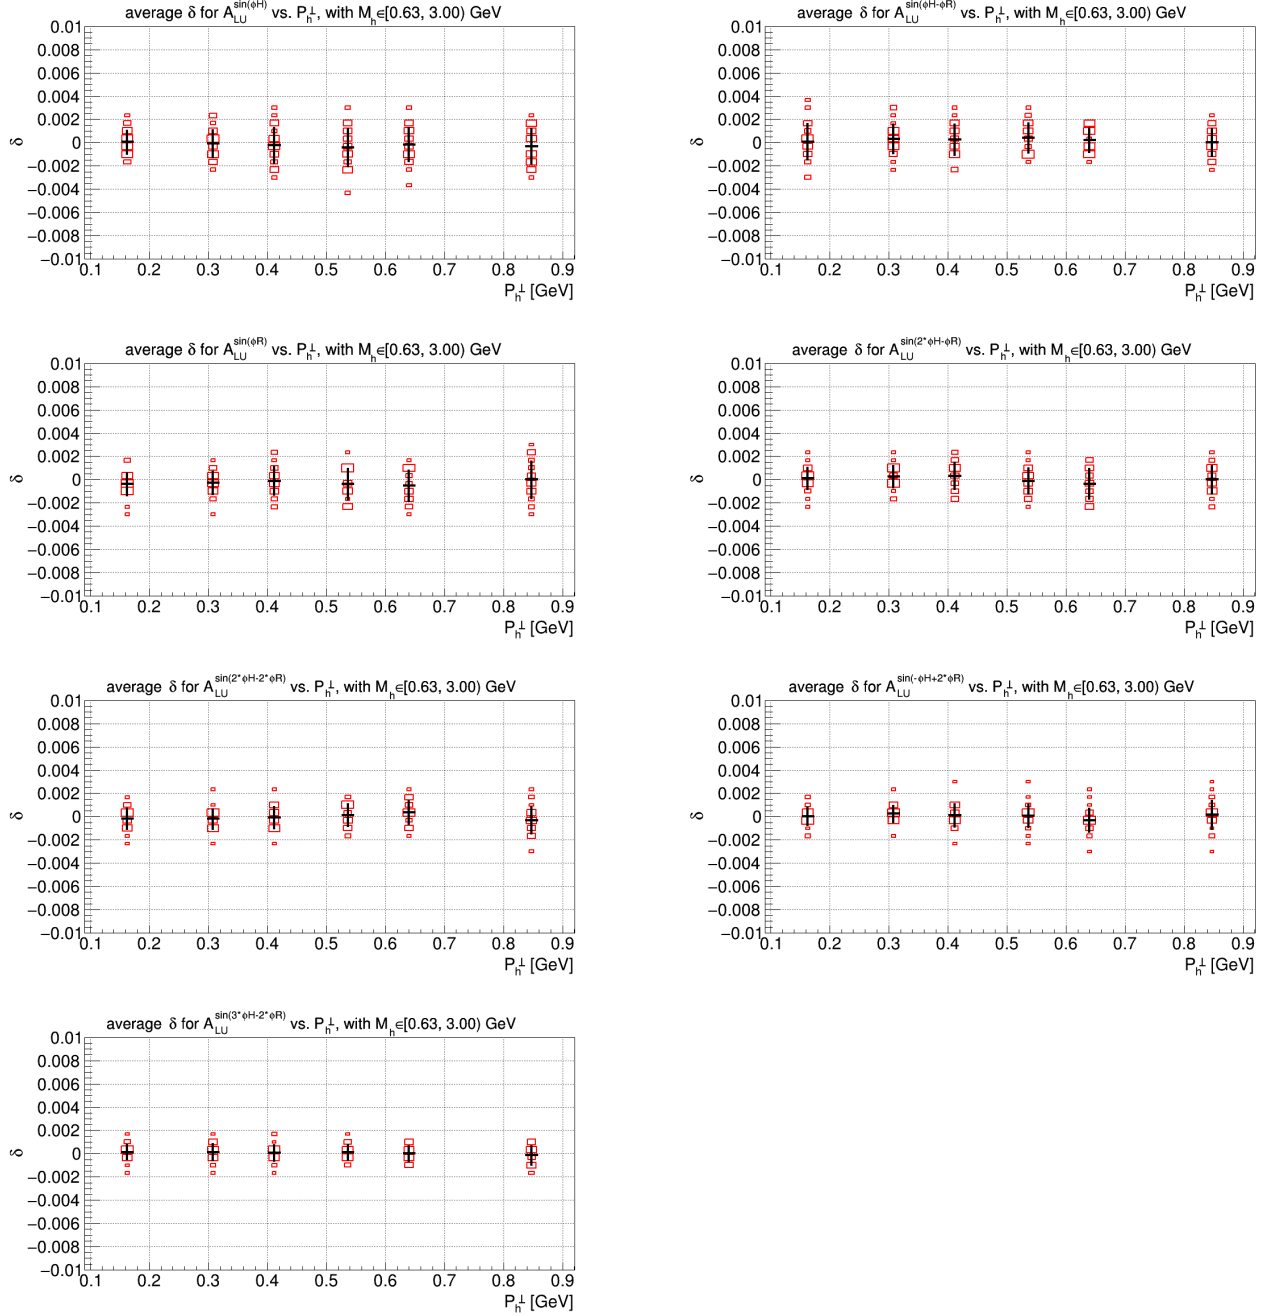 average δ for A_LU^sin(ϕH) vs. P_h^⊥, with M_h∈[0.63, 3.00) GeV
0.01
0.008
0.006
0.004
0.002
0
−0.002
−0.004
−0.006
−0.008
−0.01
δ
0.1 0.2 0.3 0.4 0.5 0.6 0.7 0.8 0.9
P_h^⊥ [GeV]
average δ for A_LU^sin(ϕH-ϕR) vs. P_h^⊥, with M_h∈[0.63, 3.00) GeV
0.01
0.008
0.006
0.004
0.002
0
−0.002
−0.004
−0.006
−0.008
−0.01
δ
0.1 0.2 0.3 0.4 0.5 0.6 0.7 0.8 0.9
P_h^⊥ [GeV]
average δ for A_LU^sin(ϕR) vs. P_h^⊥, with M_h∈[0.63, 3.00) GeV
0.01
0.008
0.006
0.004
0.002
0
−0.002
−0.004
−0.006
−0.008
−0.01
δ
0.1 0.2 0.3 0.4 0.5 0.6 0.7 0.8 0.9
P_h^⊥ [GeV]
average δ for A_LU^sin(2*ϕH-ϕR) vs. P_h^⊥, with M_h∈[0.63, 3.00) GeV
0.01
0.008
0.006
0.004
0.002
0
−0.002
−0.004
−0.006
−0.008
−0.01
δ
0.1 0.2 0.3 0.4 0.5 0.6 0.7 0.8 0.9
P_h^⊥ [GeV]
average δ for A_LU^sin(2*ϕH-2*ϕR) vs. P_h^⊥, with M_h∈[0.63, 3.00) GeV
0.01
0.008
0.006
0.004
0.002
0
−0.002
−0.004
−0.006
−0.008
−0.01
δ
0.1 0.2 0.3 0.4 0.5 0.6 0.7 0.8 0.9
P_h^⊥ [GeV]
average δ for A_LU^sin(-ϕH+2*ϕR) vs. P_h^⊥, with M_h∈[0.63, 3.00) GeV
0.01
0.008
0.006
0.004
0.002
0
−0.002
−0.004
−0.006
−0.008
−0.01
δ
0.1 0.2 0.3 0.4 0.5 0.6 0.7 0.8 0.9
P_h^⊥ [GeV]
average δ for A_LU^sin(3*ϕH-2*ϕR) vs. P_h^⊥, with M_h∈[0.63, 3.00) GeV
0.01
0.008
0.006
0.004
0.002
0
−0.002
−0.004
−0.006
−0.008
−0.01
δ
0.1 0.2 0.3 0.4 0.5 0.6 0.7 0.8 0.9
P_h^⊥ [GeV]